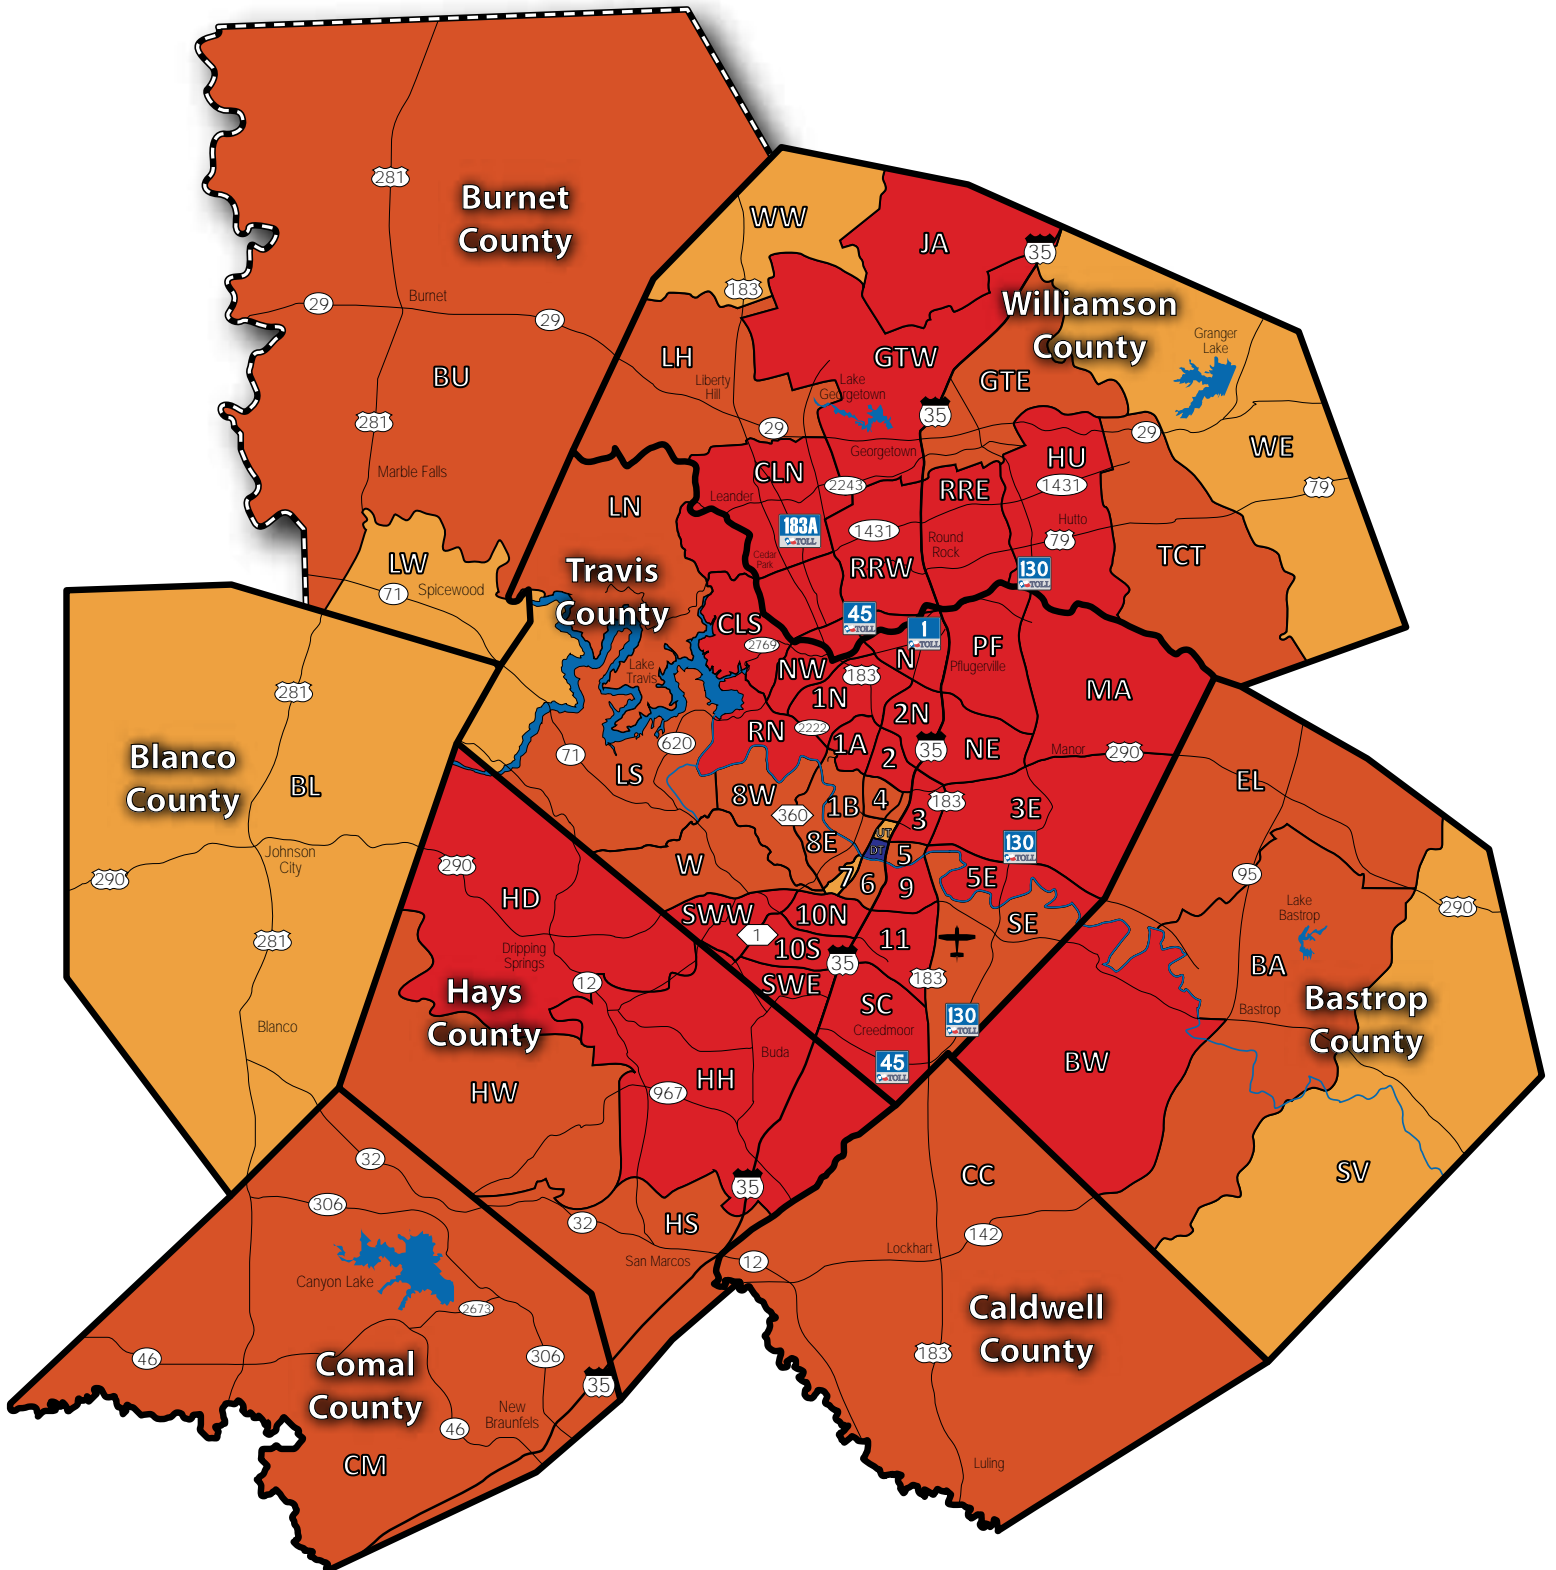 281
Burnet
County
WW
JA
35
183
29
Burnet
29
Williamson
County
Granger
Lake
LH
GTW
BU
Liberty
Hill
Lake
Georgetown
GTE
35
281
29
29
Georgetown
HU
WE
Marble Falls
CLN
2243
RRE
1431
79
Leander
LN
183A
TOLL
1431
Round
Rock
Hutto
79
LW
Cedar
Park
RRW
130
TOLL
TCT
Travis
County
71
Spicewood
45
TOLL
1
TOLL
CLS
2769
N
PF
Pflugerville
Lake
Travis
NW
183
281
1N
MA
2N
RN
2222
1A
35
NE
Manor
290
620
71
Blanco
County
BL
LS
2
EL
8W
360
1B
4
183
3E
3
UT
130
TOLL
8E
DT
5
Johnson
City
290
W
7
6
9
5E
95
290
HD
SWW
10N
SE
Lake
Bastrop
290
281
Dripping
Springs
1
10S
11
BA
35
12
Hays
County
SWE
183
SC
Bastrop
County
Bastrop
Blanco
Creedmoor
130
TOLL
Buda
45
TOLL
BW
HW
967
HH
32
CC
SV
306
35
HS
32
142
Lockhart
San Marcos
12
Canyon Lake
2673
Caldwell
County
46
306
183
Comal
County
35
New
Braunfels
46
CM
Luling